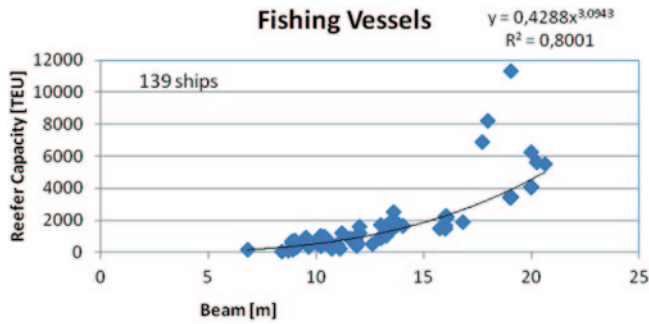 Fishing Vessels
y = 0,4288x^3,0943
R² = 0,8001
139 ships
Reefer Capacity [TEU]
12000
10000
8000
6000
4000
2000
0
0 5 10 15 20 25
Beam [m]